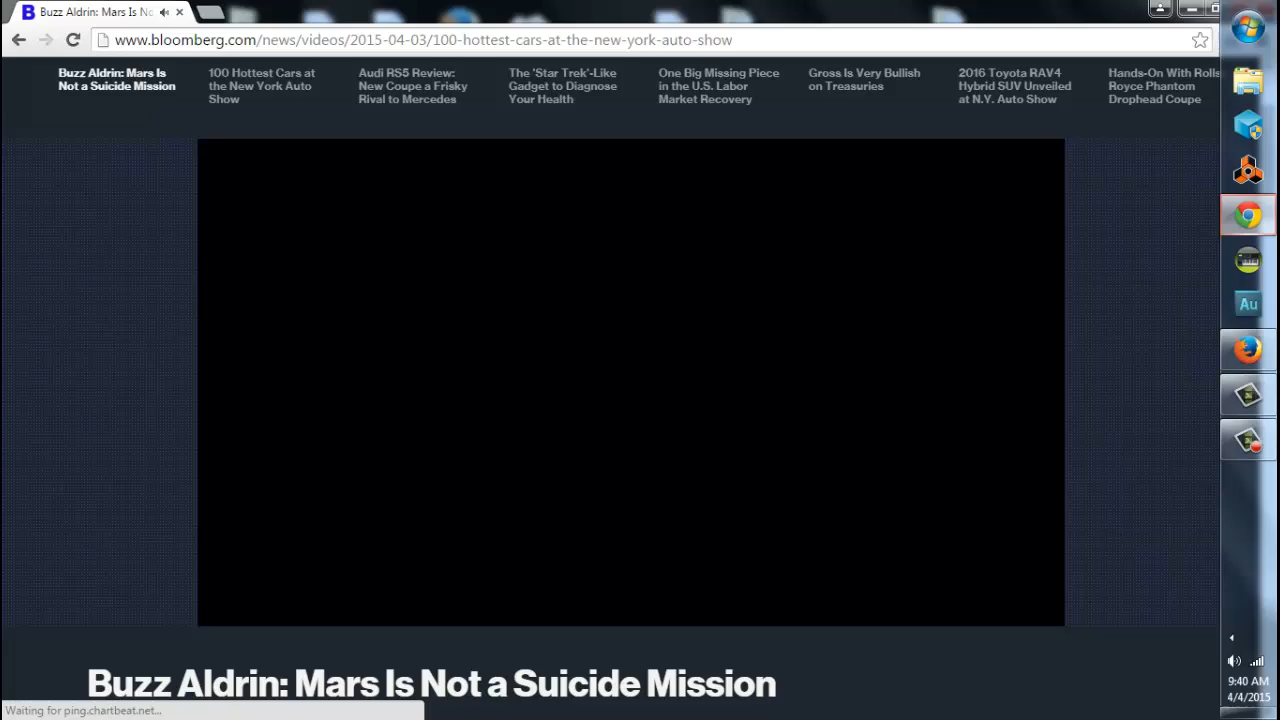 Buzz Aldrin: Mars Is No
www.bloomberg.com/news/videos/2015-04-03/100-hottest-cars-at-the-new-york-auto-show
Buzz Aldrin: Mars Is
Not a Suicide Mission
100 Hottest Cars at
the New York Auto
Show
Audi RS5 Review:
New Coupe a Frisky
Rival to Mercedes
The 'Star Trek'-Like
Gadget to Diagnose
Your Health
One Big Missing Piece
in the U.S. Labor
Market Recovery
Gross Is Very Bullish
on Treasuries
2016 Toyota RAV4
Hybrid SUV Unveiled
at N.Y. Auto Show
Hands-On With Rolls
Royce Phantom
Drophead Coupe
Au
Buzz Aldrin: Mars Is Not a Suicide Mission
Waiting for ping.chartbeat.net...
9:40 AM
4/4/2015